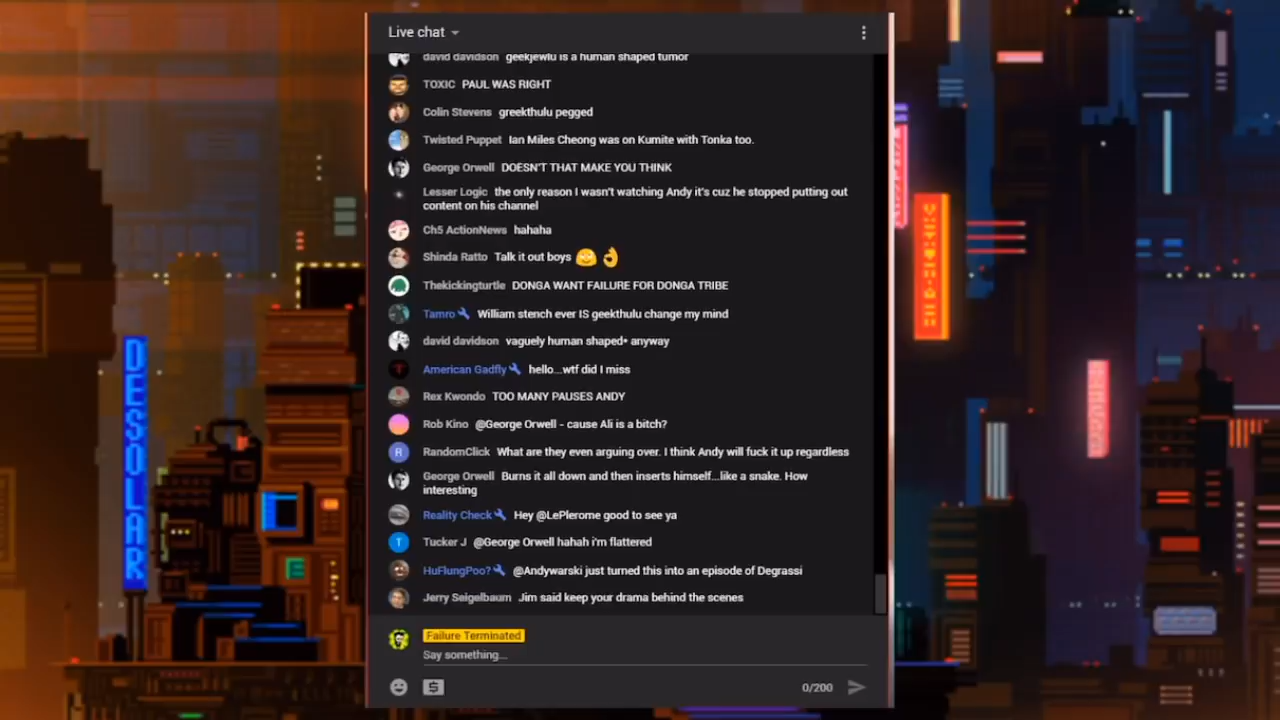 Live chat
david davidson geekjewlu is a human shaped tumor
TOXIC PAUL WAS RIGHT
Colin Stevens greekthulu pegged
Twisted Puppet Ian Miles Cheong was on Kumite with Tonka too.
George Orwell DOESN'T THAT MAKE YOU THINK
Lesser Logic the only reason I wasn't watching Andy it's cuz he stopped putting out
content on his channel
Ch5 ActionNews hahaha
Shinda Ratto Talk it out boys
Thekickingturtle DONGA WANT FAILURE FOR DONGA TRIBE
Tamro William stench ever IS geekthulu change my mind
david davidson vaguely human shaped* anyway
American Gadfly hello...wtf did I miss
Rex Kwondo TOO MANY PAUSES ANDY
Rob Kino @George Orwell - cause Ali is a bitch?
R RandomClick What are they even arguing over. I think Andy will fuck it up regardless
George Orwell Burns it all down and then inserts himself...like a snake. How
interesting
Reality Check Hey @LePlerome good to see ya
T Tucker J @George Orwell hahah i'm flattered
HuFlungPoo? @Andywarski just turned this into an episode of Degrassi
Jerry Seigelbaum Jim said keep your drama behind the scenes
Failure Terminated
Say something...
$ 0/200
DESOLAR